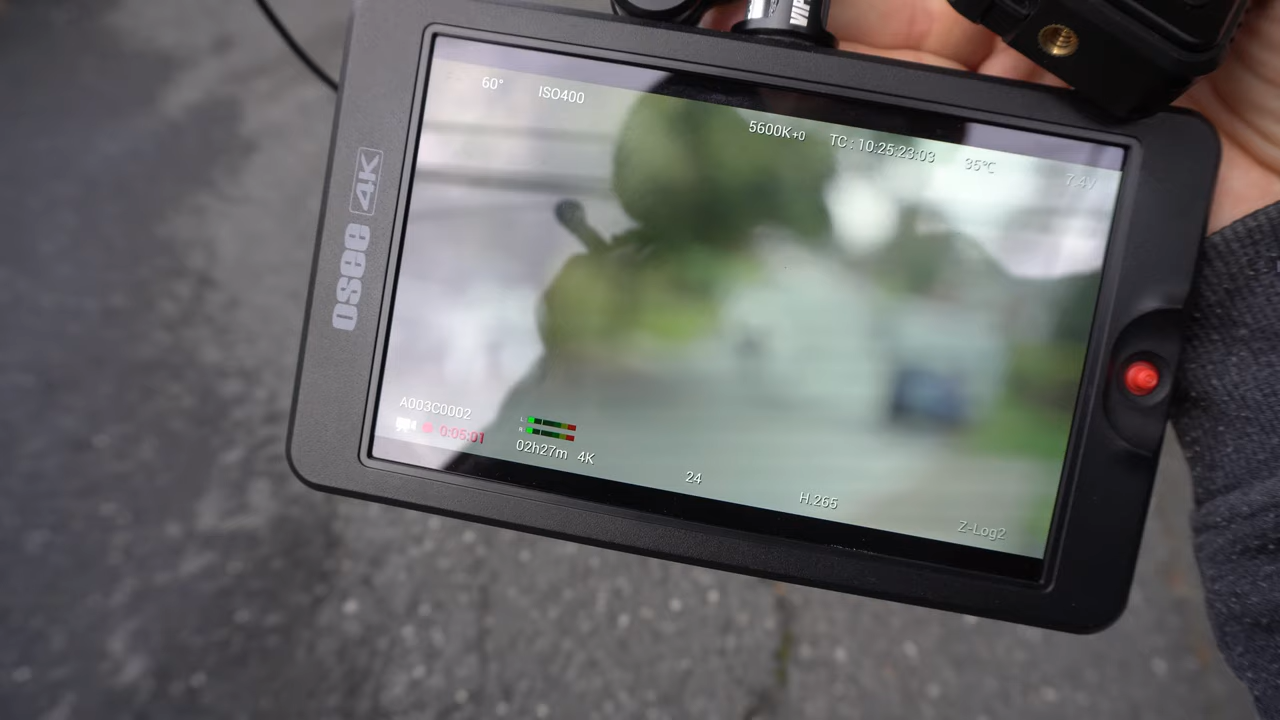 VIP
60° ISO400
5600K+0 TC : 10:25:23:03 35℃ 7.4V
osee 4K
A003C0002
0:05:01
L
R
02h27m 4K
24
H.265
Z-Log2